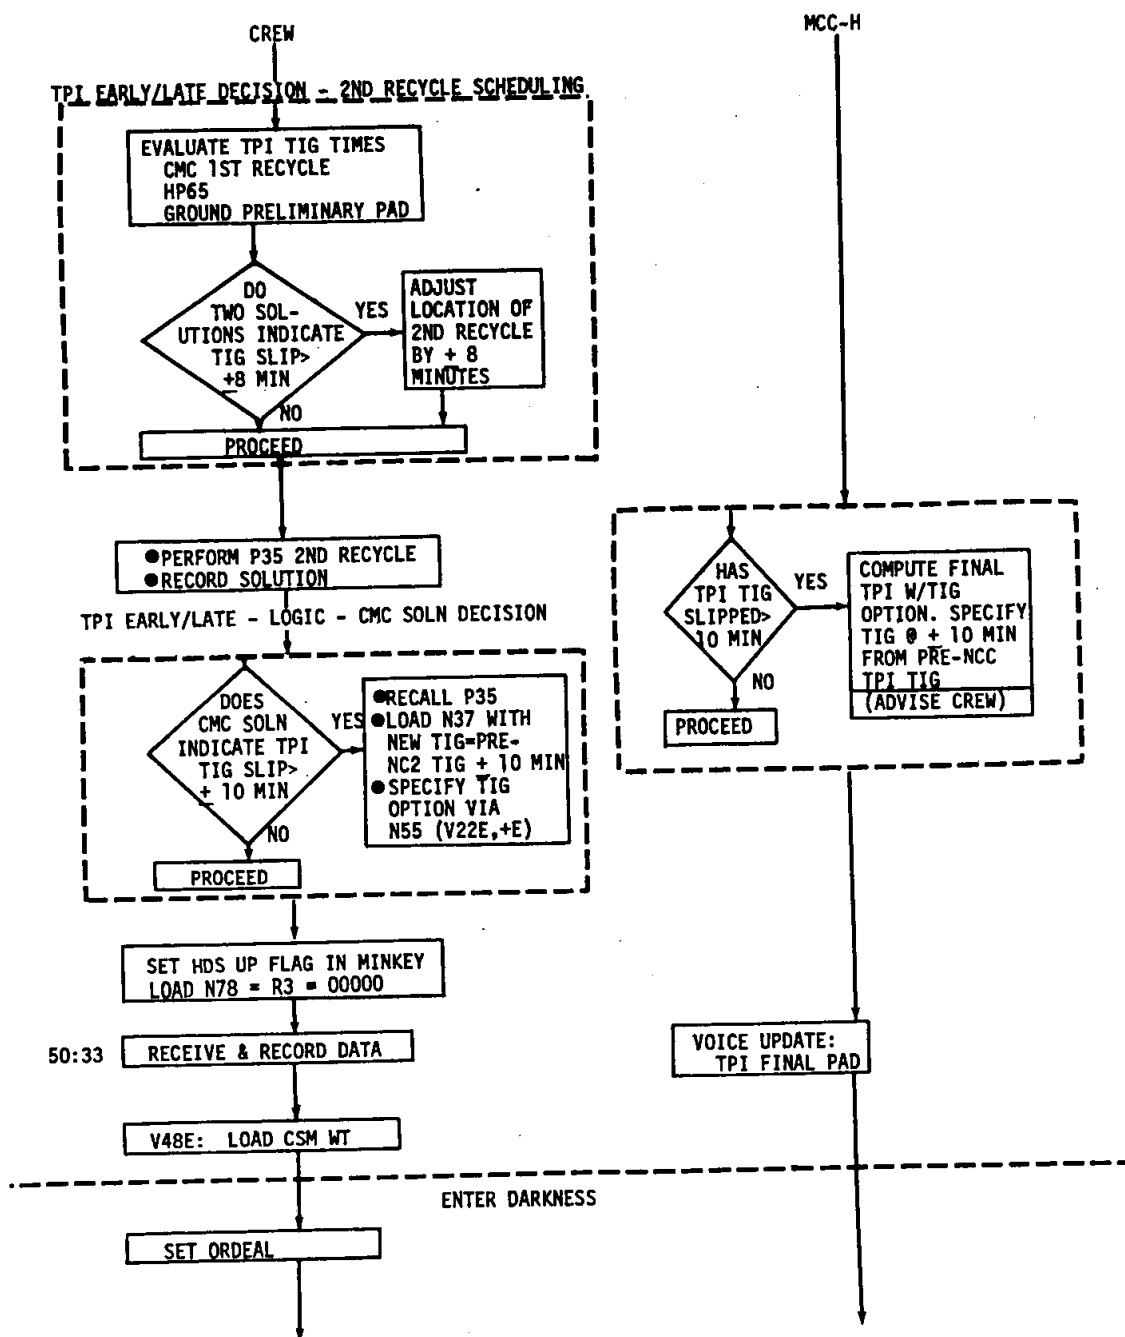 CREW
MCC-H
TPI EARLY/LATE DECISION - 2ND RECYCLE SCHEDULING
EVALUATE TPI TIG TIMES
CMC 1ST RECYCLE
HP65
GROUND PRELIMINARY PAD
DO
TWO SOL-
UTIONS INDICATE
TIG SLIP>
±8 MIN
YES
ADJUST
LOCATION OF
2ND RECYCLE
BY ± 8
MINUTES
NO
PROCEED
●PERFORM P35 2ND RECYCLE
●RECORD SOLUTION
TPI EARLY/LATE - LOGIC - CMC SOLN DECISION
DOES
CMC SOLN
INDICATE TPI
TIG SLIP>
± 10 MIN
YES
●RECALL P35
●LOAD N37 WITH
NEW TIG=PRE-
NC2 TIG ± 10 MIN
●SPECIFY TIG
OPTION VIA
N55 (V22E,+E)
NO
PROCEED
HAS
TPI TIG
SLIPPED>
10 MIN
YES
COMPUTE FINAL
TPI W/TIG
OPTION. SPECIFY
TIG @ ± 10 MIN
FROM PRE-NCC
TPI TIG
(ADVISE CREW)
NO
PROCEED
SET HDS UP FLAG IN MINKEY
LOAD N78 = R3 = 00000
50:33
RECEIVE & RECORD DATA
VOICE UPDATE:
TPI FINAL PAD
V48E: LOAD CSM WT
ENTER DARKNESS
SET ORDEAL